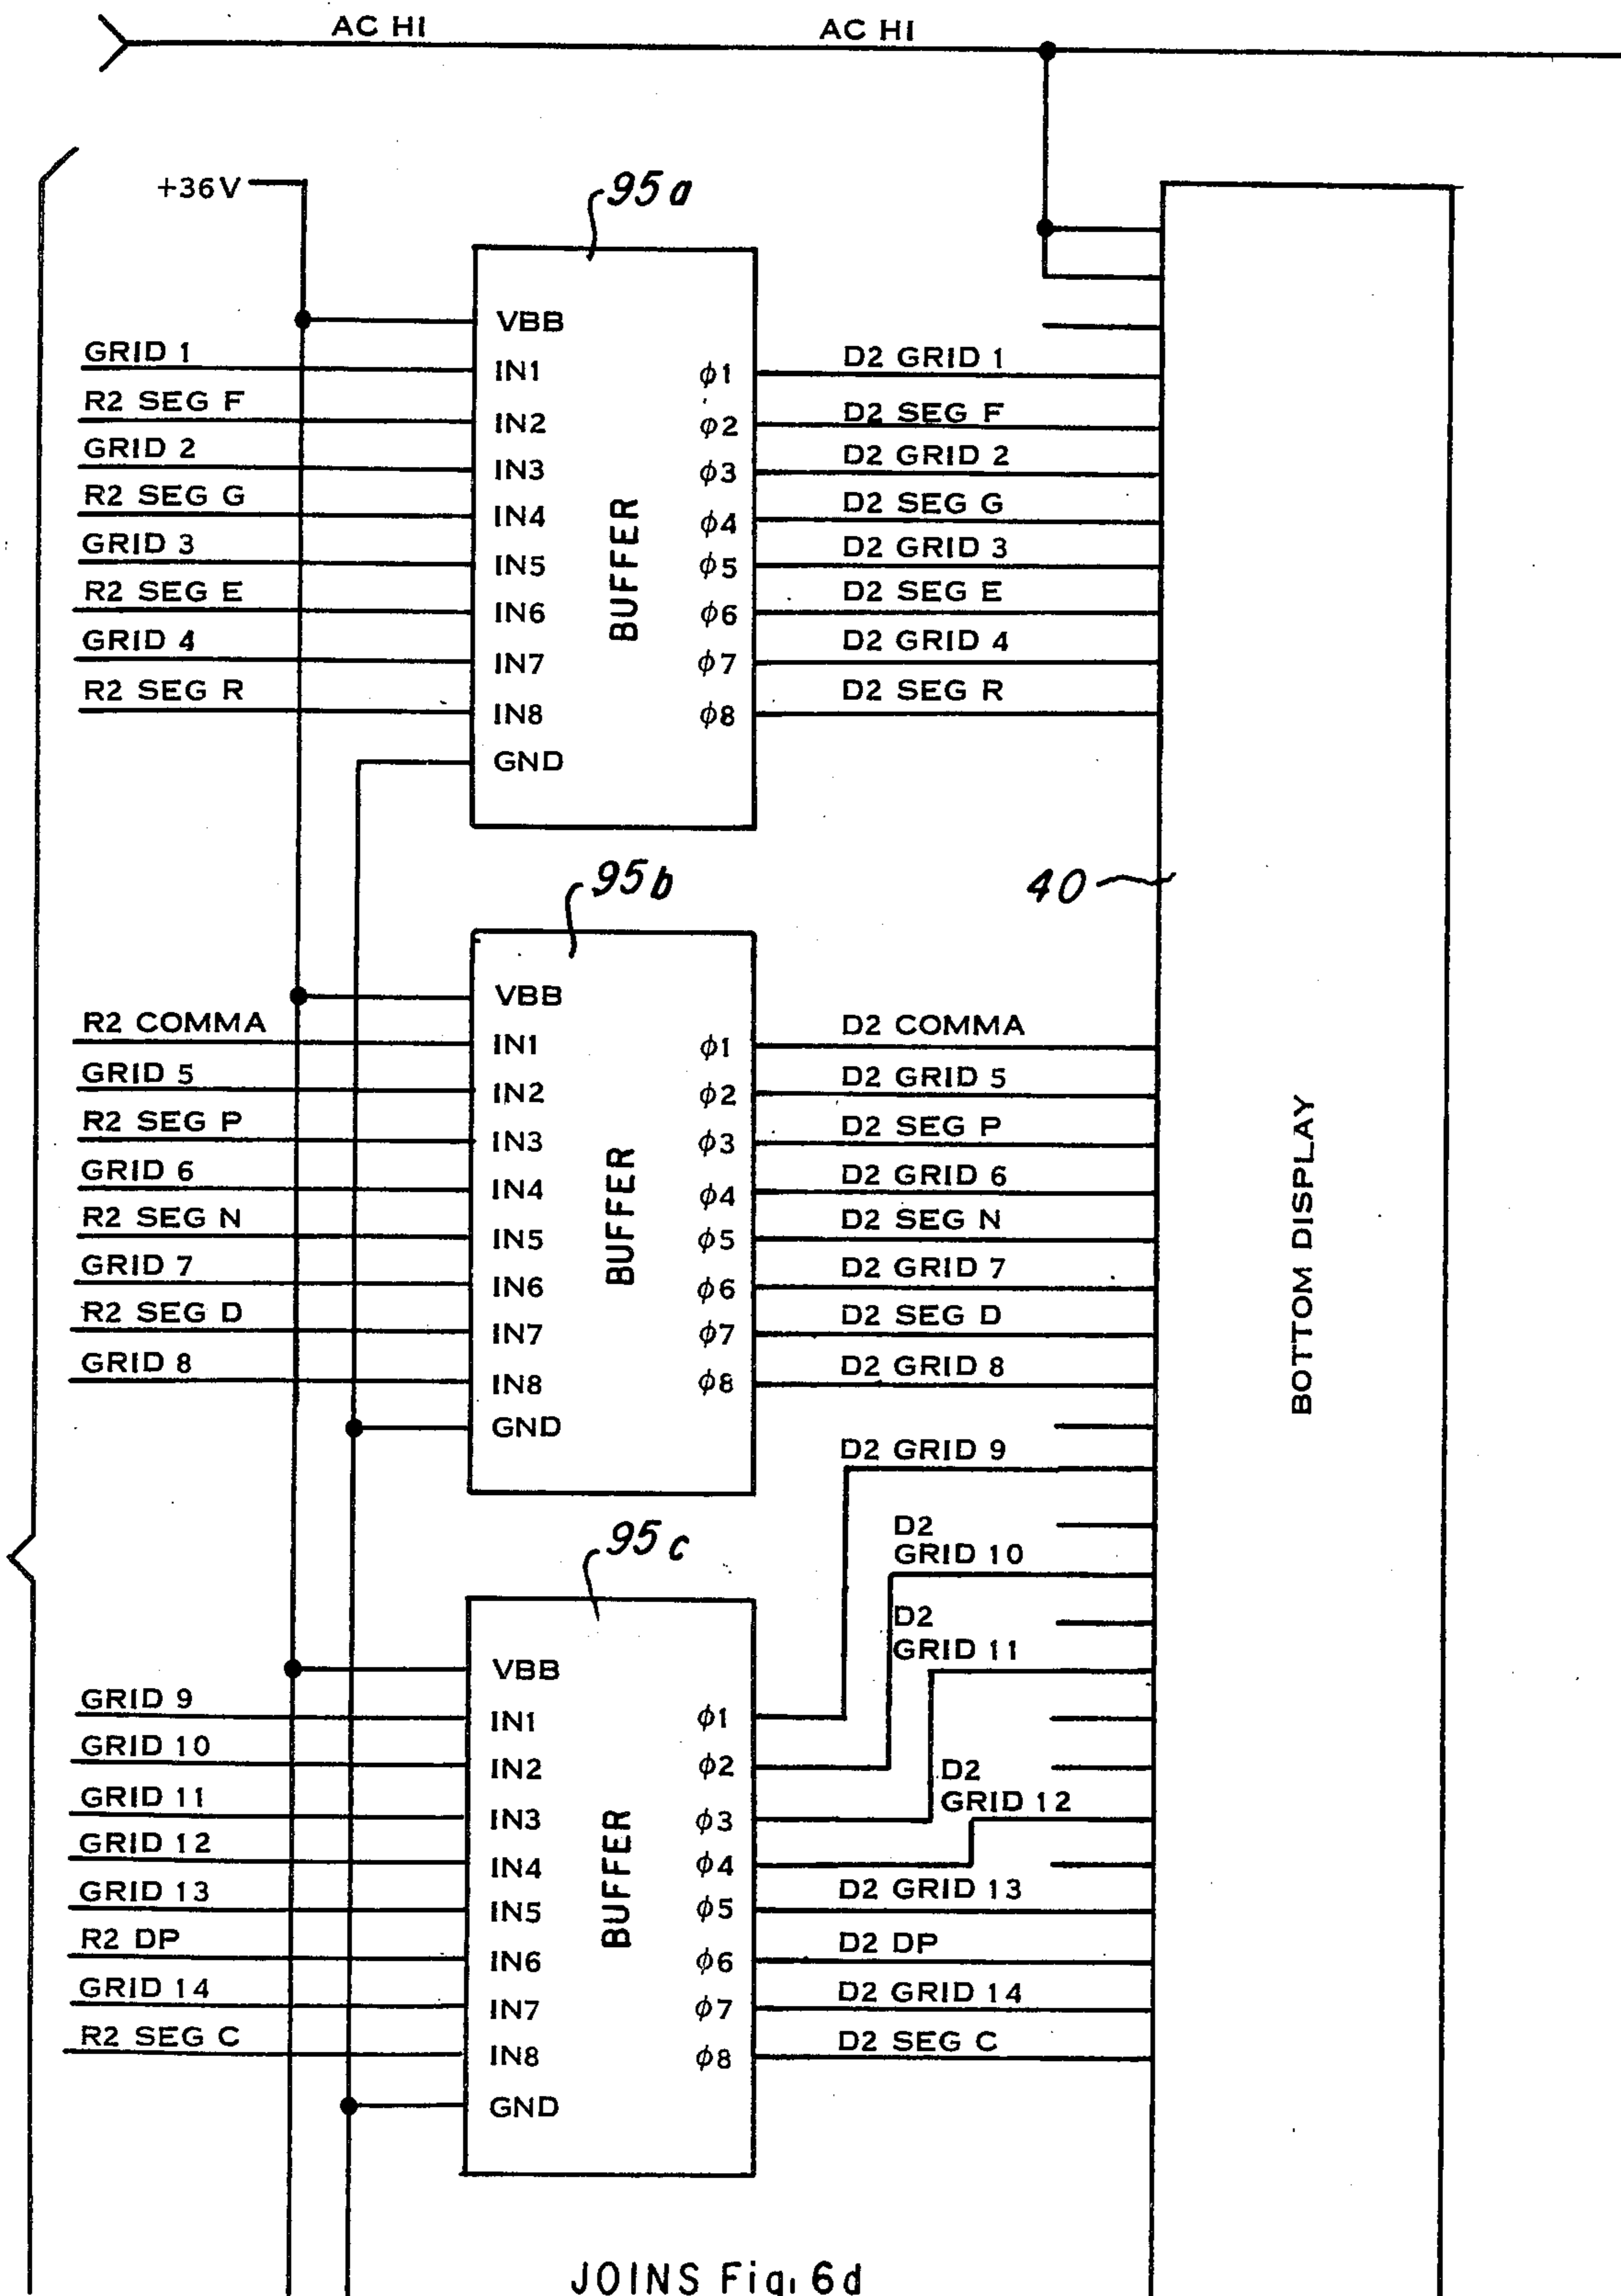 AC HI AC HI
+36V
95a
VBB
GRID 1 IN1 φ1 D2 GRID 1
R2 SEG F IN2 φ2 D2 SEG F
GRID 2 IN3 φ3 D2 GRID 2
R2 SEG G IN4 φ4 D2 SEG G
GRID 3 IN5 φ5 D2 GRID 3
R2 SEG E IN6 φ6 D2 SEG E
GRID 4 IN7 φ7 D2 GRID 4
R2 SEG R IN8 φ8 D2 SEG R
GND
BUFFER
95b
40
VBB
R2 COMMA IN1 φ1 D2 COMMA
GRID 5 IN2 φ2 D2 GRID 5
R2 SEG P IN3 φ3 D2 SEG P
GRID 6 IN4 φ4 D2 GRID 6
R2 SEG N IN5 φ5 D2 SEG N
GRID 7 IN6 φ6 D2 GRID 7
R2 SEG D IN7 φ7 D2 SEG D
GRID 8 IN8 φ8 D2 GRID 8
GND
BUFFER
BOTTOM DISPLAY
D2 GRID 9
D2
GRID 10
D2
GRID 11
D2
GRID 12
95c
VBB
GRID 9 IN1 φ1
GRID 10 IN2 φ2
GRID 11 IN3 φ3
GRID 12 IN4 φ4
GRID 13 IN5 φ5 D2 GRID 13
R2 DP IN6 φ6 D2 DP
GRID 14 IN7 φ7 D2 GRID 14
R2 SEG C IN8 φ8 D2 SEG C
GND
BUFFER
JOINS Fig. 6d